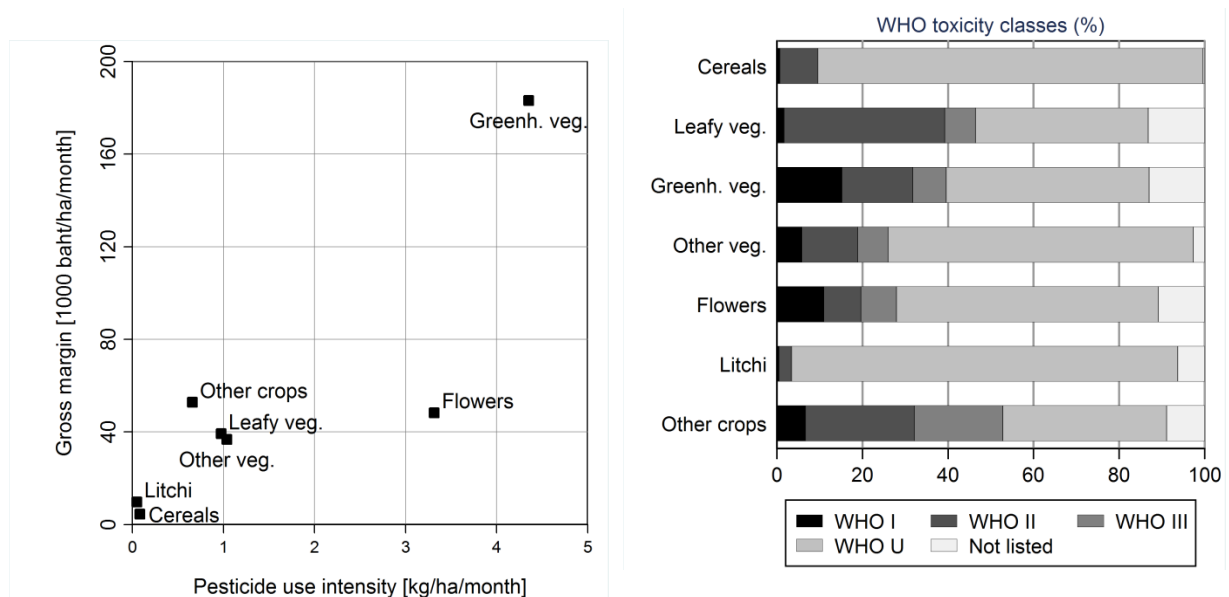 Gross margin [1000 baht/ha/month]
200
160
120
80
40
0
Greenh. veg.
Other crops
Flowers
Leafy veg.
Other veg.
Litchi
Cereals
0 1 2 3 4 5
Pesticide use intensity [kg/ha/month]
WHO toxicity classes (%)
Cereals
Leafy veg.
Greenh. veg.
Other veg.
Flowers
Litchi
Other crops
0 20 40 60 80 100
WHO I WHO II WHO III
WHO U Not listed